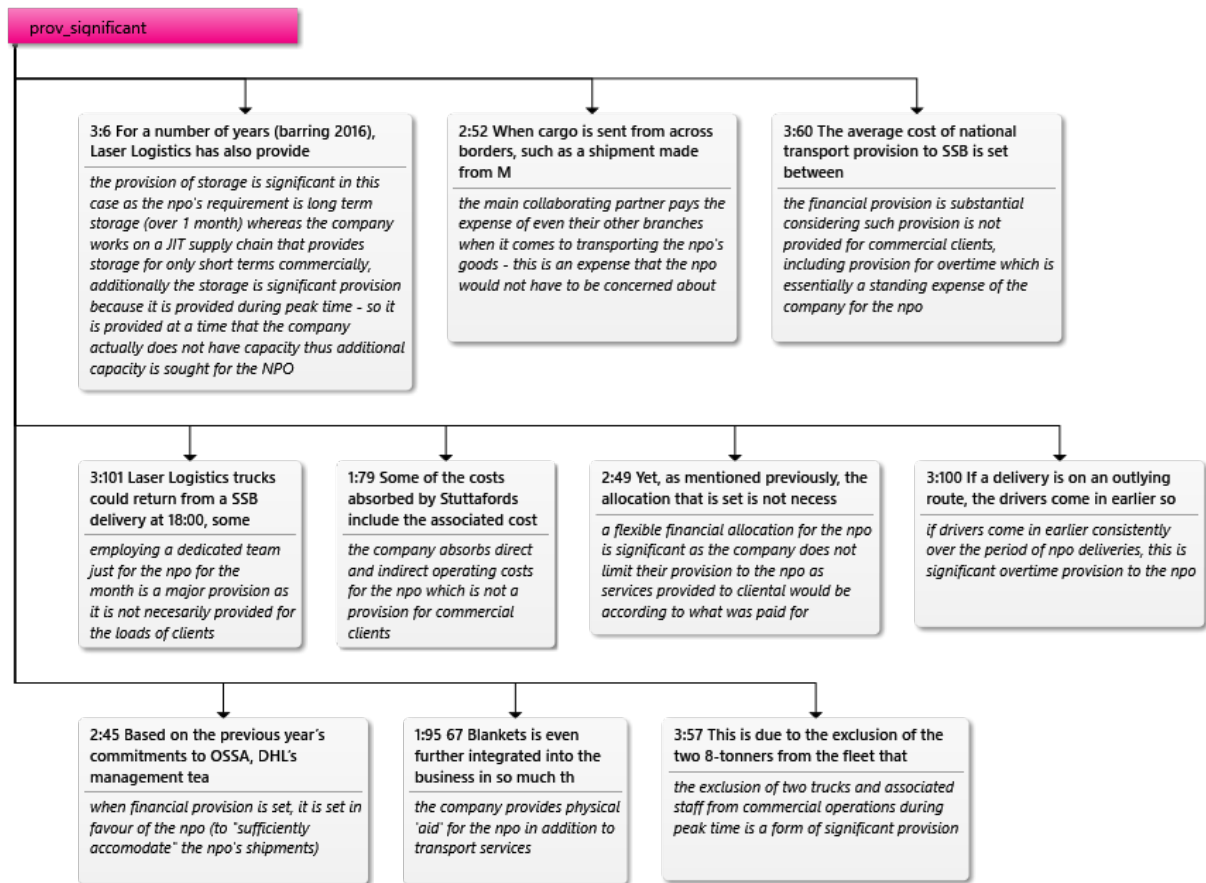 prov_significant
3:6 For a number of years (barring 2016),
Laser Logistics has also provide
the provision of storage is significant in this
case as the npo's requirement is long term
storage (over 1 month) whereas the company
works on a JIT supply chain that provides
storage for only short terms commercially,
additionally the storage is significant provision
because it is provided during peak time - so it
is provided at a time that the company
actually does not have capacity thus additional
capacity is sought for the NPO
2:52 When cargo is sent from across
borders, such as a shipment made
from M
the main collaborating partner pays the
expense of even their other branches
when it comes to transporting the npo's
goods - this is an expense that the npo
would not have to be concerned about
3:60 The average cost of national
transport provision to SSB is set
between
the financial provision is substantial
considering such provision is not
provided for commercial clients,
including provision for overtime which is
essentially a standing expense of the
company for the npo
3:101 Laser Logistics trucks
could return from a SSB
delivery at 18:00, some
employing a dedicated team
just for the npo for the
month is a major provision as
it is not necesarily provided for
the loads of clients
1:79 Some of the costs
absorbed by Stuttafords
include the associated cost
the company absorbs direct
and indirect operating costs
for the npo which is not a
provision for commercial
clients
2:49 Yet, as mentioned previously, the
allocation that is set is not necess
a flexible financial allocation for the npo
is significant as the company does not
limit their provision to the npo as
services provided to cliental would be
according to what was paid for
3:100 If a delivery is on an outlying
route, the drivers come in earlier so
if drivers come in earlier consistently
over the period of npo deliveries, this is
significant overtime provision to the npo
2:45 Based on the previous year's
commitments to OSSA, DHL's
management tea
when financial provision is set, it is set in
favour of the npo (to "sufficiently
accomodate" the npo's shipments)
1:95 67 Blankets is even
further integrated into the
business in so much th
the company provides physical
'aid' for the npo in addition to
transport services
3:57 This is due to the exclusion of the
two 8-tonners from the fleet that
the exclusion of two trucks and associated
staff from commercial operations during
peak time is a form of significant provision